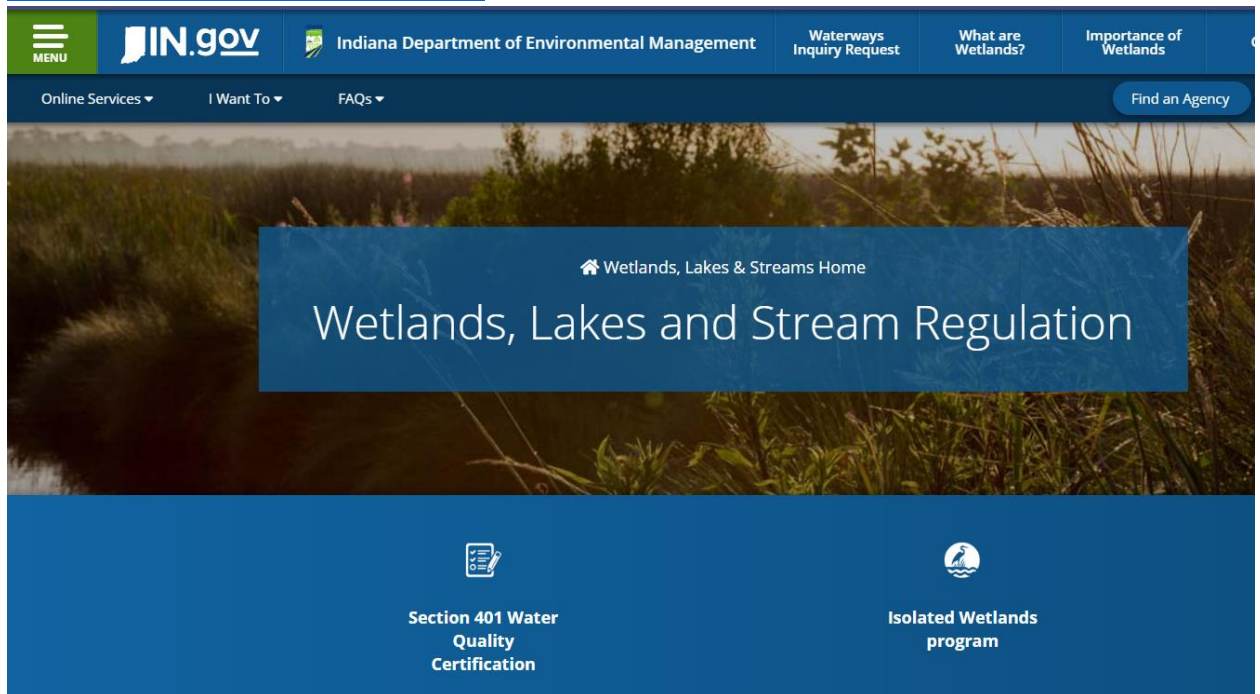 MENU
IN.gov
Indiana Department of Environmental Management
Waterways
Inquiry Request
What are
Wetlands?
Importance of
Wetlands
Online Services
I Want To
FAQs
Find an Agency
Wetlands, Lakes & Streams Home
Wetlands, Lakes and Stream Regulation
Section 401 Water
Quality
Certification
Isolated Wetlands
program